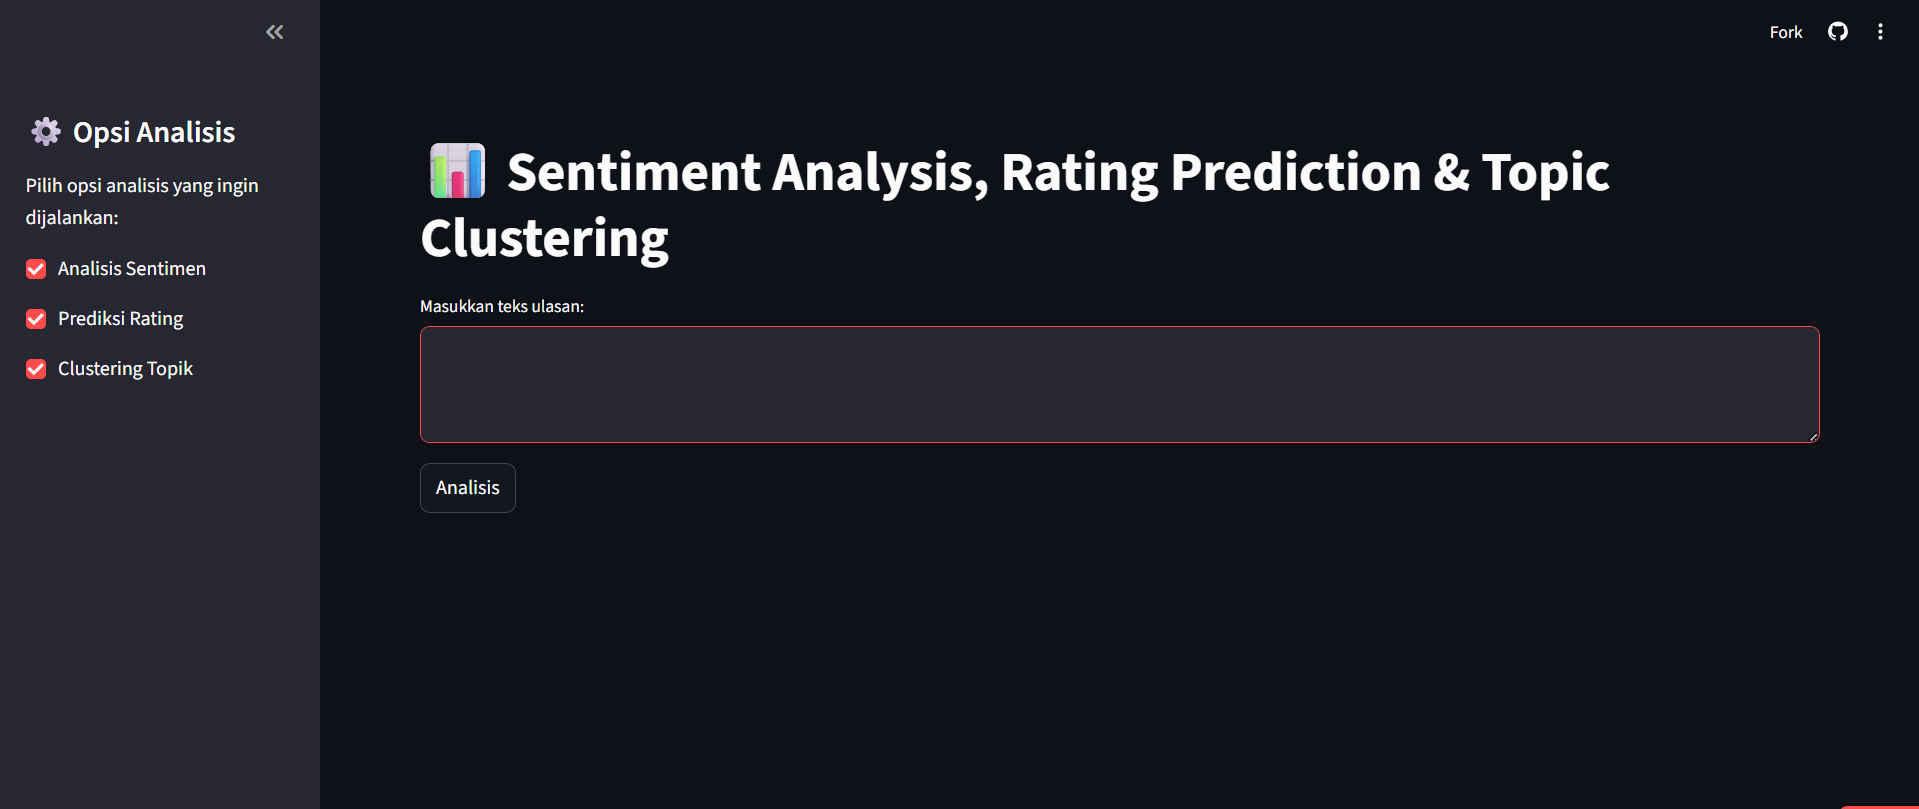 Fork
Opsi Analisis
Pilih opsi analisis yang ingin
dijalankan:
Analisis Sentimen
Prediksi Rating
Clustering Topik
Sentiment Analysis, Rating Prediction & Topic
Clustering
Masukkan teks ulasan:
Analisis